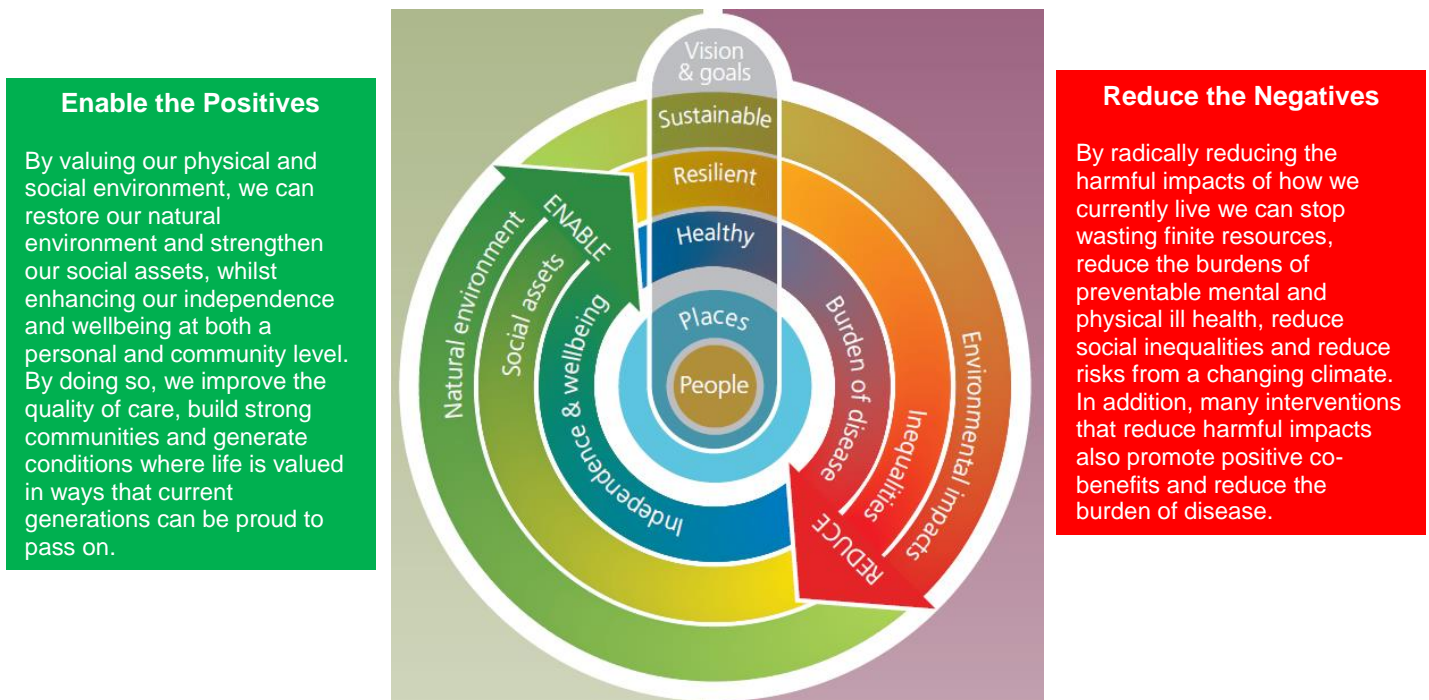 Enable the Positives
By valuing our physical and
social environment, we can
restore our natural
environment and strengthen
our social assets, whilst
enhancing our independence
and wellbeing at both a
personal and community level.
By doing so, we improve the
quality of care, build strong
communities and generate
conditions where life is valued
in ways that current
generations can be proud to
pass on.
Vision
& goals
Sustainable
Resilient
Healthy
Places
People
ENABLE
Natural environment
Social assets
Independence & wellbeing
Burden of disease
Inequalities
Environmental impacts
REDUCE
Reduce the Negatives
By radically reducing the
harmful impacts of how we
currently live we can stop
wasting finite resources,
reduce the burdens of
preventable mental and
physical ill health, reduce
social inequalities and reduce
risks from a changing climate.
In addition, many interventions
that reduce harmful impacts
also promote positive co-
benefits and reduce the
burden of disease.